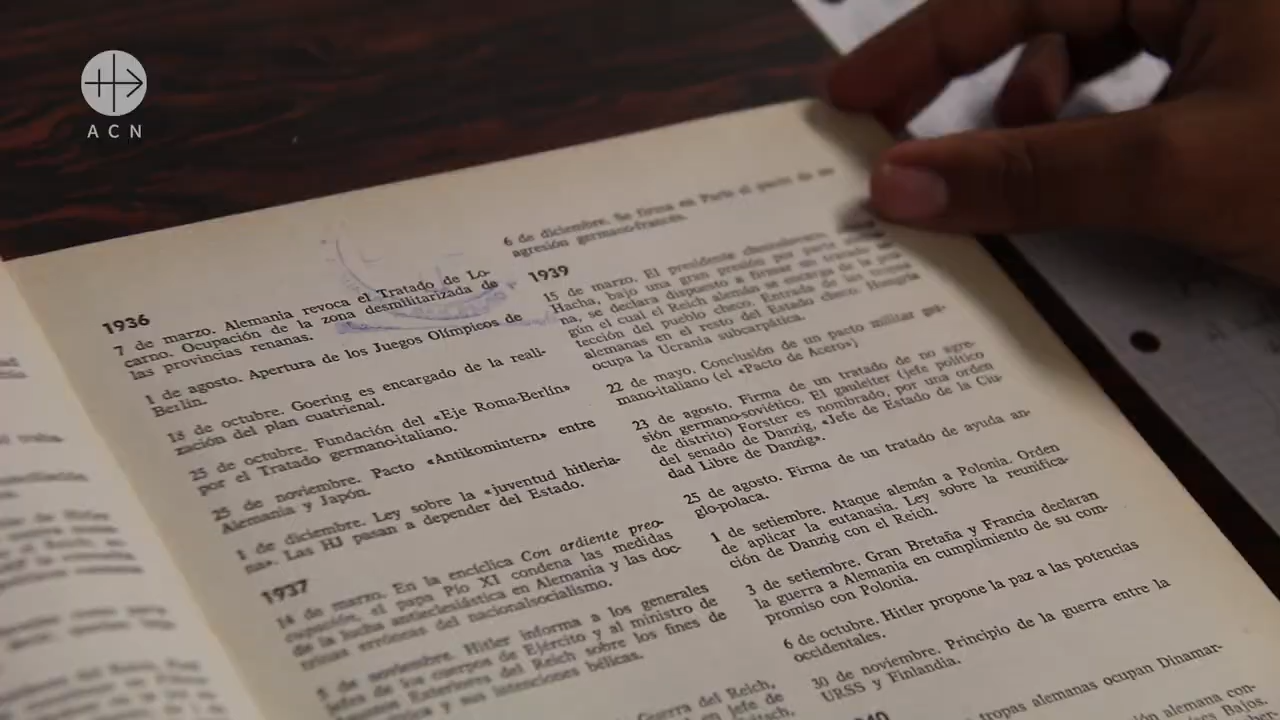 ACN
1936
7 de marzo. Alemania revoca el Tratado de Lo-
carno. Ocupación de la zona desmilitarizada de
las provincias renanas.
1 de agosto. Apertura de los Juegos Olímpicos de
Berlín.
18 de octubre. Goering es encargado de la reali-
zación del plan cuatrienal.
25 de octubre. Fundación del «Eje Roma-Berlín»
por el Tratado germano-italiano.
25 de noviembre. Pacto «Antikomintern» entre
Alemania y Japón.
1 de diciembre. Ley sobre la «juventud hitleria-
na». Las HJ pasan a depender del Estado.
1937
14 de marzo. En la encíclica Con ardiente preo-
cupación, el papa Pío XI condena las medidas
de la lucha antieclesiástica en Alemania y las doc-
trinas erróneas del nacionalsocialismo.
5 de noviembre. Hitler informa a los generales
jefes de los cuerpos de Ejército y al ministro de
Asuntos Exteriores del Reich sobre los fines de
política y sus intenciones bélicas.
Guerra del Reich,
en jefe de
6 de diciembre. Se firma en París el pacto de no
agresión germano-francés.
1939
15 de marzo. El presidente checoslovaco
Hacha, bajo una gran presión por parte
na, se declara dispuesto a firmar un
gún el cual el Reich alemán se encarga de la pro-
tección del pueblo checo. Entrada de las tropas
alemanas en el resto del Estado checo. Hungría
ocupa la Ucrania subcarpática.
22 de mayo. Conclusión de un pacto militar ger-
mano-italiano (el «Pacto de Acero»)
23 de agosto. Firma de un tratado de no agre-
sión germano-soviético. El gauleiter (jefe político
de distrito) Forster es nombrado, por una orden
del senado de Danzig, «Jefe de Estado de la Ciu-
dad Libre de Danzig».
25 de agosto. Firma de un tratado de ayuda an-
glo-polaca.
1 de setiembre. Ataque alemán a Polonia. Orden
de aplicar la eutanasia. Ley sobre la reunifica-
ción de Danzig con el Reich.
3 de setiembre. Gran Bretaña y Francia declaran
la guerra a Alemania en cumplimiento de su com-
promiso con Polonia.
6 de octubre. Hitler propone la paz a las potencias
occidentales.
30 de noviembre. Principio de la guerra entre la
URSS y Finlandia.
tropas alemanas ocupan Dinamar-
alemana con-
Bajos.